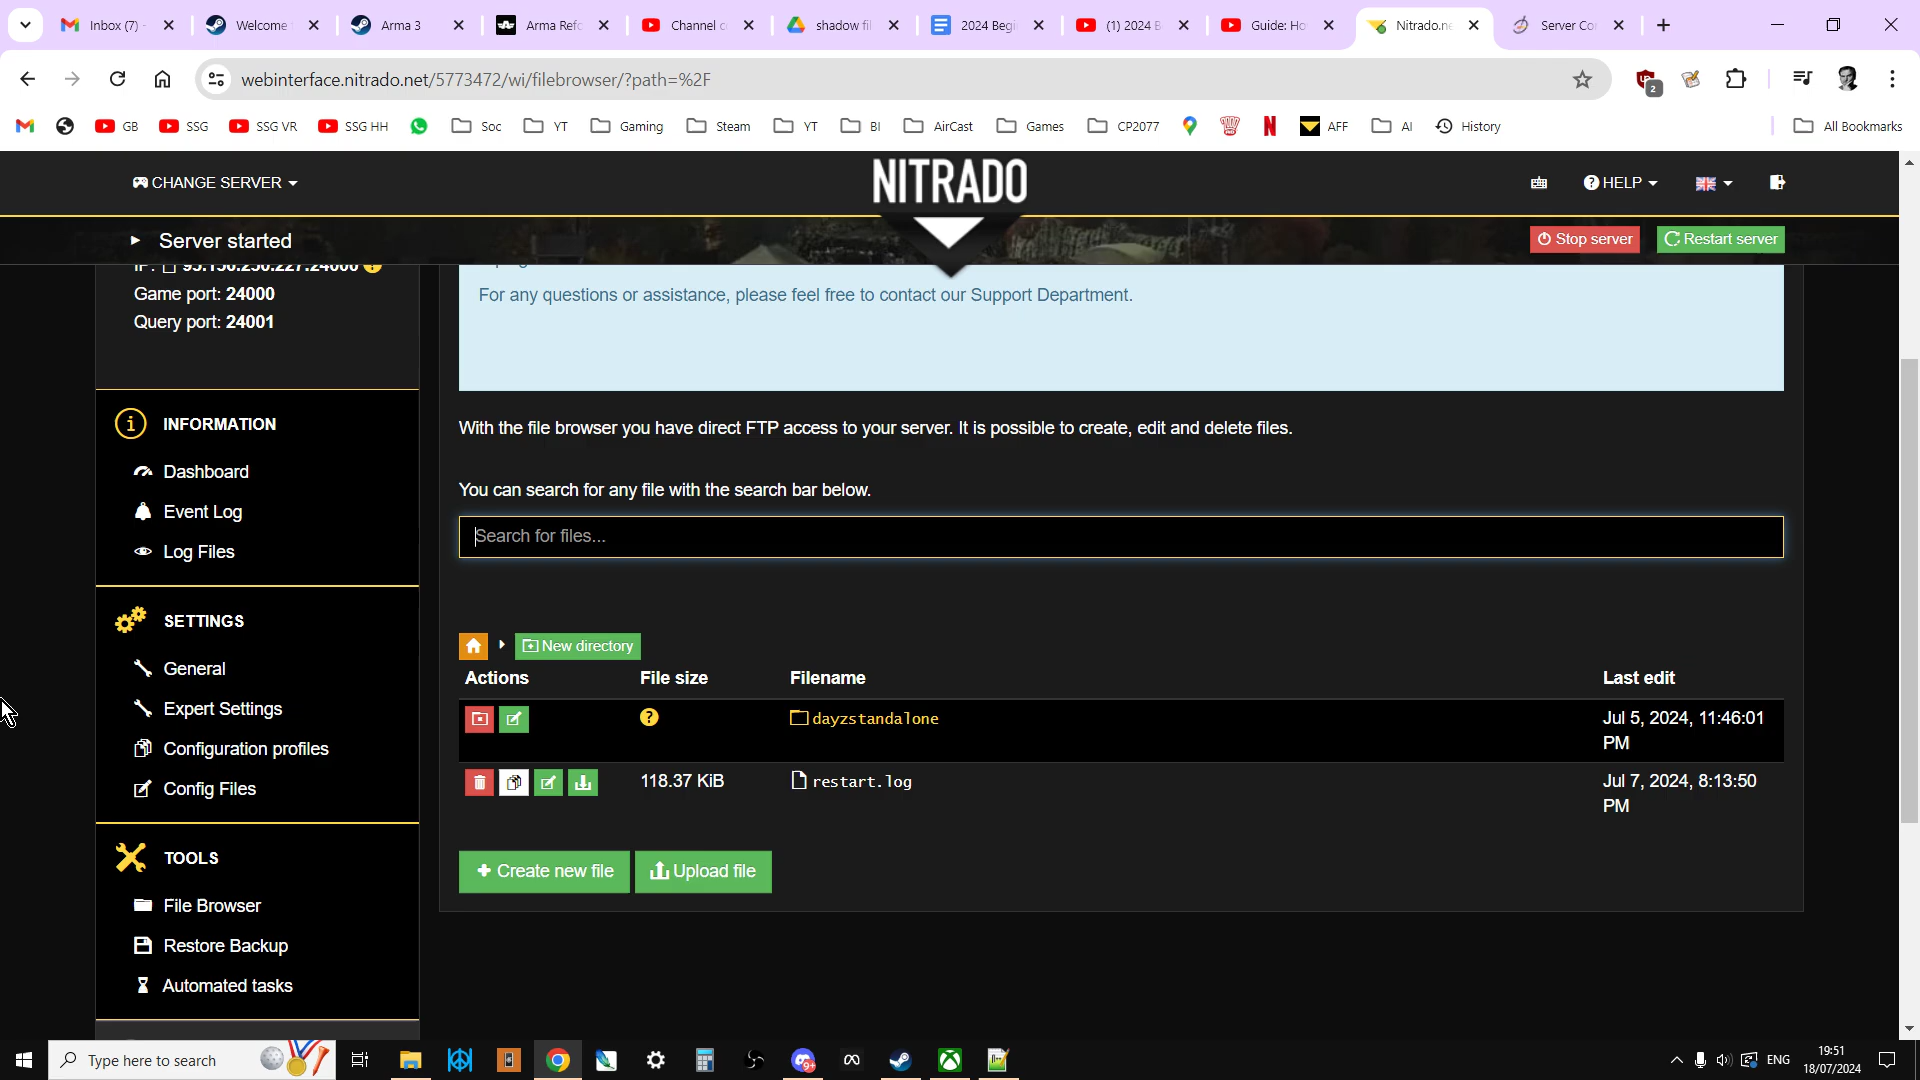 Inbox (7) -
Welcome
Arma 3
Arma Refo
Channel c
shadow fil
2024 Begi
(1) 2024 B
Guide: Ho
Nitrado.ne
Server Co
webinterface.nitrado.net/5773472/wi/filebrowser/?path=%2F
2
GB
SSG
SSG VR
SSG HH
Soc
YT
Gaming
Steam
YT
BI
AirCast
Games
CP2077
AFF
AI
History
All Bookmarks
CHANGE SERVER
NITRADO
HELP
Server started
Stop server
Restart server
Game port: 24000
Query port: 24001
For any questions or assistance, please feel free to contact our Support Department.
INFORMATION
Dashboard
Event Log
Log Files
SETTINGS
General
Expert Settings
Configuration profiles
Config Files
TOOLS
File Browser
Restore Backup
Automated tasks
With the file browser you have direct FTP access to your server. It is possible to create, edit and delete files.
You can search for any file with the search bar below.
Search for files...
New directory
Actions
File size
Filename
Last edit
dayzstandalone
Jul 5, 2024, 11:46:01
PM
118.37 KiB
restart.log
Jul 7, 2024, 8:13:50
PM
Create new file
Upload file
Type here to search
ENG
19:51
18/07/2024